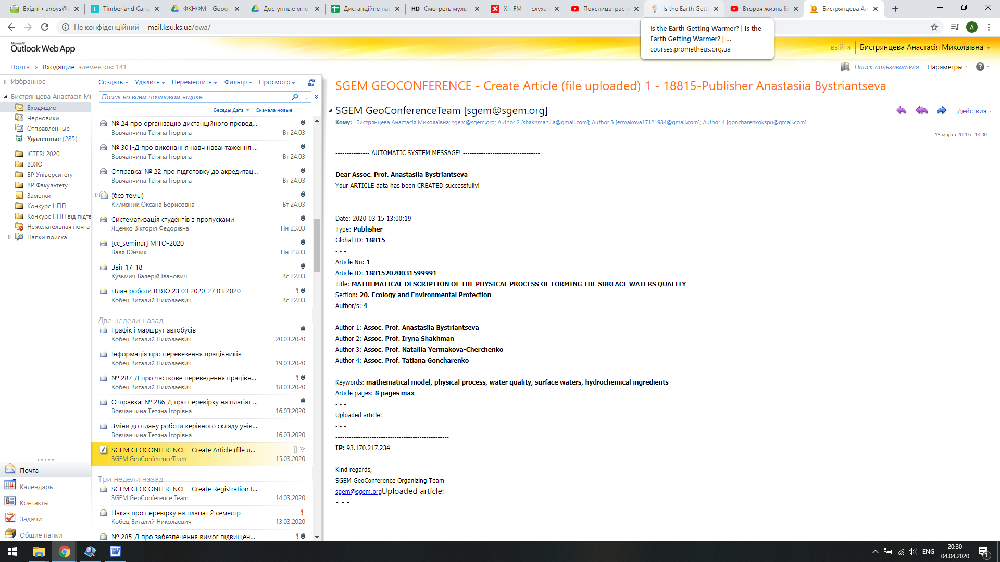 Вхідні • anbys@u
Timberland Санд
ФКНФМ – Googl
Доступные мне
Дистанційне нав
HD Смотреть мульт
Хіт FM — слухат
Поясница: растя
Is the Earth Getti
Вторая жизнь Ев
Бистрянцева Ан
Не конфіденційний mail.ksu.ks.ua/owa/
A
Is the Earth Getting Warmer? | Is the
Earth Getting Warmer? | ...
courses.prometheus.org.ua
Microsoft
Outlook Web App
выйти Бистрянцева Анастасія Миколаївна
Почта > Входящие элементов: 141
Поиск пользователя Параметры
Избранное
Бистрянцева Анастасія Ми
Входящие
Черновики
Отправленные
Удаленные (285)
ICTERI 2020
ВЗЯО
ВР Університету
ВР Факультету
Заметки
Конкурс НПП
Конкурс НПП від підтв
Нежелательная почта
Папки поиска
Почта
Календарь
Контакты
Задачи
Общие папки
Создать Удалить Переместить Фильтр Просмотр
Поиск во всем почтовом ящике
Беседы Дата Сначала новые
№ 24 про організацію дистанційного провед...
Вовчанчина Тетяна Ігорівна Вт 24.03
№ 301-Д про виконання навч навантаження ...
Вовчанчина Тетяна Ігорівна Вт 24.03
Отправка: № 22 про підготовку до акредитац...
Вовчанчина Тетяна Ігорівна Вт 24.03
(без темы)
Киливник Оксана Борисовна Вт 24.03
Систематизація студентів з пропусками
Яценко Вікторія Федорівна Пн 23.03
[cc_seminar] МІТО-2020
Валя Юнчик Пн 23.03
Звіт 17-18
Кузьмич Валерій Іванович Вс 22.03
План роботи ВЗЯО 23 03 2020-27 03 2020
Кобец Виталий Николаевич Вс 22.03
Две недели назад
Графік і маршрут автобусів
Кобец Виталий Николаевич 20.03.2020
Інформація про перевезення працівників
Кобец Виталий Николаевич 19.03.2020
№ 287-Д про часткове переведення працівн...
Кобец Виталий Николаевич 18.03.2020
Отправка: № 286-Д про перевірку на плагіат ...
Вовчанчина Тетяна Ігорівна 16.03.2020
Зміни до плану роботи керівного складу унів...
Вовчанчина Тетяна Ігорівна 16.03.2020
SGEM GEOCONFERENCE - Create Article (file u...
SGEM GeoConferenceTeam 15.03.2020
Три недели назад
SGEM GEOCONFERENCE - Create Registration I...
SGEM GeoConference Team 14.03.2020
Наказ про перевірку на плагіат 2 семестр
Кобец Виталий Николаевич 13.03.2020
№ 285-Д про забезпечення вимог підвищен...
SGEM GEOCONFERENCE - Create Article (file uploaded) 1 - 18815-Publisher Anastasiia Bystriantseva
SGEM GeoConferenceTeam [sgem@sgem.org]
Действия
Кому: Бистрянцева Анастасія Миколаївна; sgem@sgem.org; Author 2 [shakhman.i.a@gmail.com]; Author 3 [ermakova17121984@gmail.com]; Author 4 [goncharenkokspu@gmail.com]
15 марта 2020 г. 13:00
--------------- AUTOMATIC SYSTEM MESSAGE! ----------------------------------
Dear Assoc. Prof. Anastasiia Bystriantseva
Your ARTICLE data has been CREATED successfully!
--------------------------------------------------
Date: 2020-03-15 13:00:19
Type: Publisher
Global ID: 18815
- - -
Article No: 1
Article ID: 188152020031599991
Title: MATHEMATICAL DESCRIPTION OF THE PHYSICAL PROCESS OF FORMING THE SURFACE WATERS QUALITY
Section: 20. Ecology and Environmental Protection
Author/s: 4
- - -
Author 1: Assoc. Prof. Anastasiia Bystriantseva
Author 2: Assoc. Prof. Iryna Shakhman
Author 3: Assoc. Prof. Nataliia Yermakova-Cherchenko
Author 4: Assoc. Prof. Tatiana Goncharenko
- - -
Keywords: mathematical model, physical process, water quality, surface waters, hydrochemical ingredients
Article pages: 8 pages max
- - -
Uploaded article:
- - -
--------------------------------------------------
IP: 93.170.217.234
Kind regards,
SGEM GeoConference Organizing Team
sgem@sgem.orgUploaded article:
- - -
ENG
20:30
04.04.2020
1